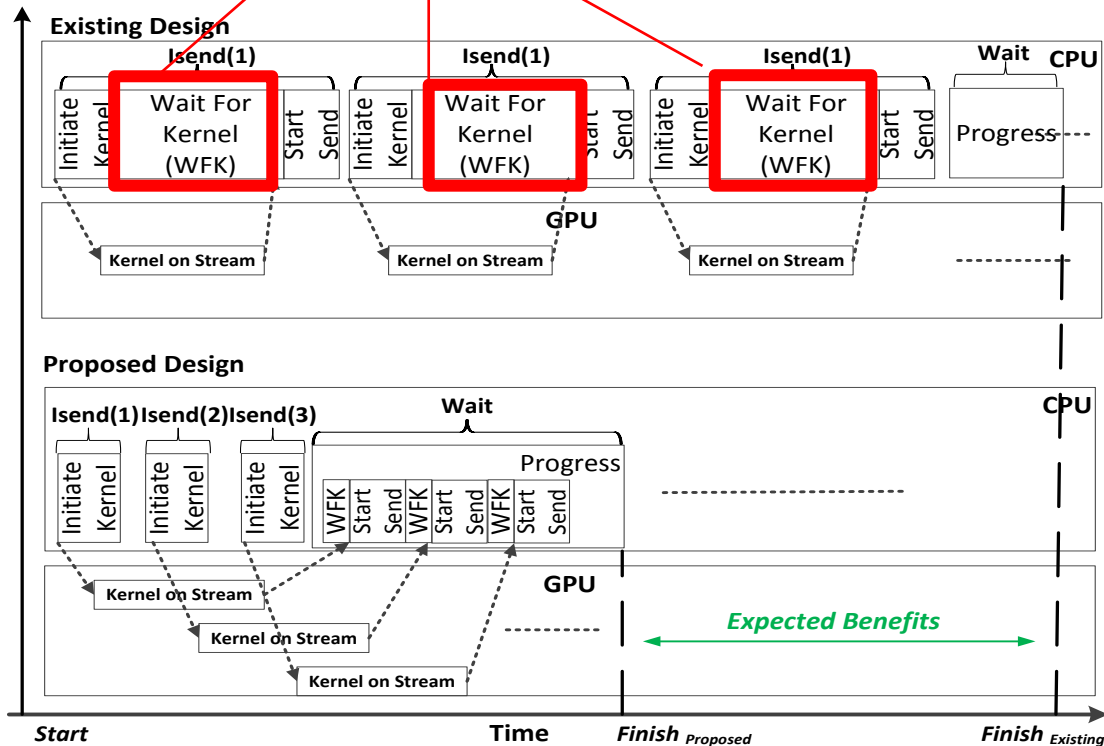 Existing Design
Isend(1) Isend(1) Isend(1) Wait CPU
Initiate
Kernel
Wait For
Kernel
(WFK)
Start
Send
Initiate
Kernel
Wait For
Kernel
(WFK)
Start
Send
Initiate
Kernel
Wait For
Kernel
(WFK)
Start
Send
Progress
GPU
Kernel on Stream Kernel on Stream Kernel on Stream
Proposed Design
CPU
Isend(1) Isend(2) Isend(3) Wait
Initiate
Kernel
Initiate
Kernel
Initiate
Kernel
Progress
WFK
Start
Send
WFK
Start
Send
WFK
Start
Send
GPU
Kernel on Stream
Kernel on Stream
Kernel on Stream
Expected Benefits
Start Time Finish Proposed Finish Existing